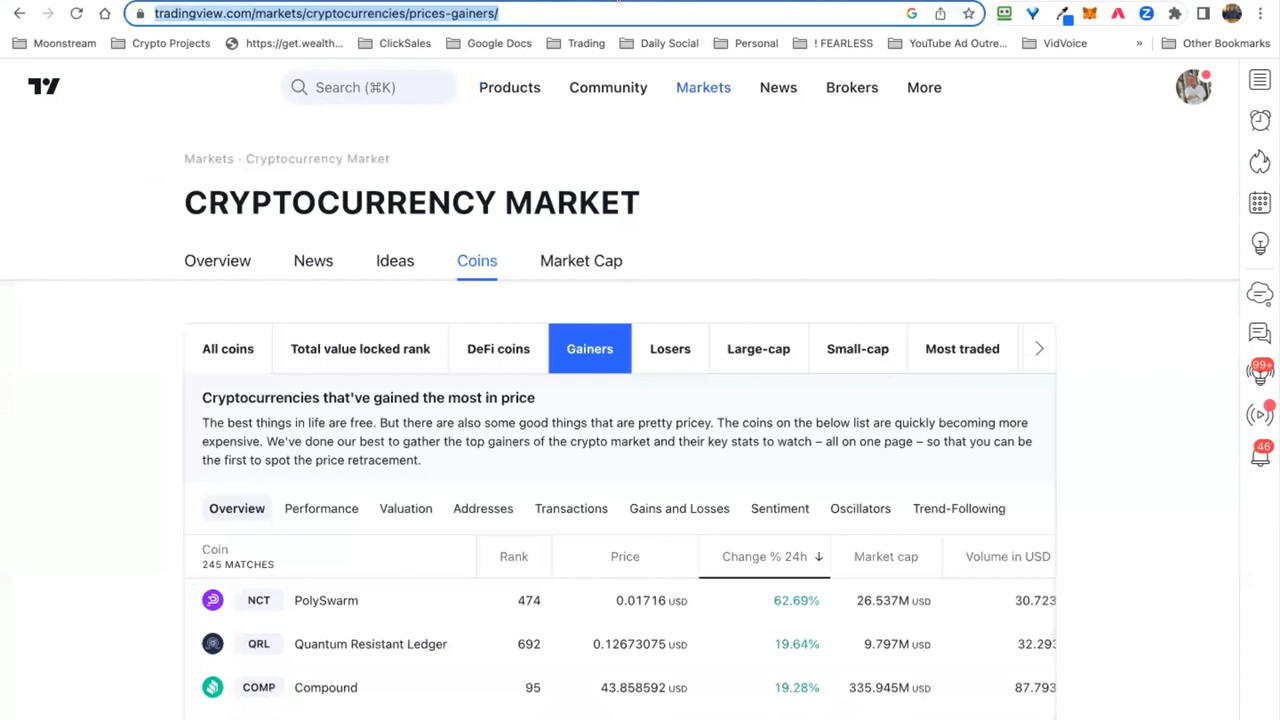 tradingview.com/markets/cryptocurrencies/prices-gainers/
Moonstream Crypto Projects https://get.wealth... ClickSales Google Docs Trading Daily Social Personal ! FEARLESS YouTube Ad Outre... VidVoice » Other Bookmarks
Search (⌘K) Products Community Markets News Brokers More
Markets · Cryptocurrency Market
CRYPTOCURRENCY MARKET
Overview News Ideas Coins Market Cap
All coins Total value locked rank DeFi coins Gainers Losers Large-cap Small-cap Most traded
Cryptocurrencies that've gained the most in price
The best things in life are free. But there are also some good things that are pretty pricey. The coins on the below list are quickly becoming more
expensive. We've done our best to gather the top gainers of the crypto market and their key stats to watch – all on one page – so that you can be
the first to spot the price retracement.
99+
46
Overview Performance Valuation Addresses Transactions Gains and Losses Sentiment Oscillators Trend-Following
Coin Rank Price Change % 24h ↓ Market cap Volume in USD
245 MATCHES
NCT PolySwarm 474 0.01716 USD 62.69% 26.537M USD 30.723
QRL Quantum Resistant Ledger 692 0.12673075 USD 19.64% 9.797M USD 32.293
COMP Compound 95 43.858592 USD 19.28% 335.945M USD 87.793